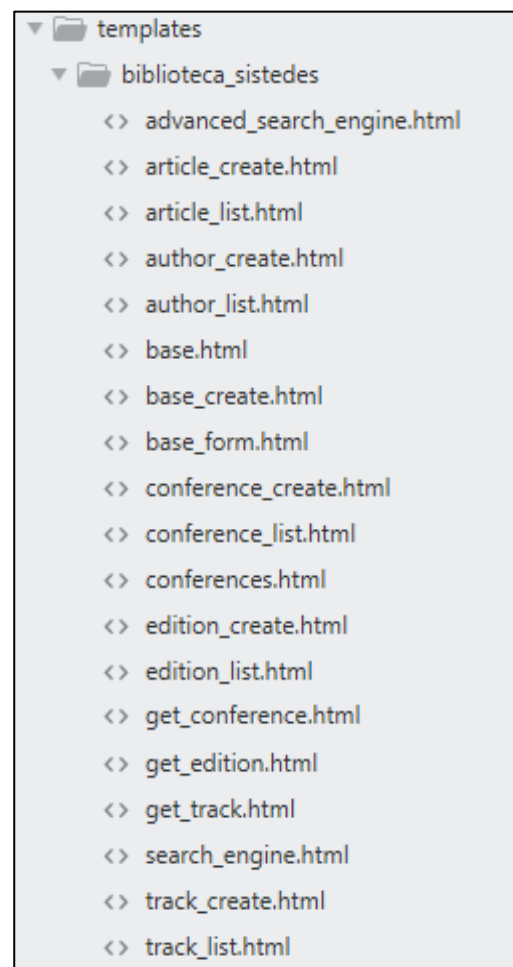 templates
biblioteca_sistedes
advanced_search_engine.html
article_create.html
article_list.html
author_create.html
author_list.html
base.html
base_create.html
base_form.html
conference_create.html
conference_list.html
conferences.html
edition_create.html
edition_list.html
get_conference.html
get_edition.html
get_track.html
search_engine.html
track_create.html
track_list.html